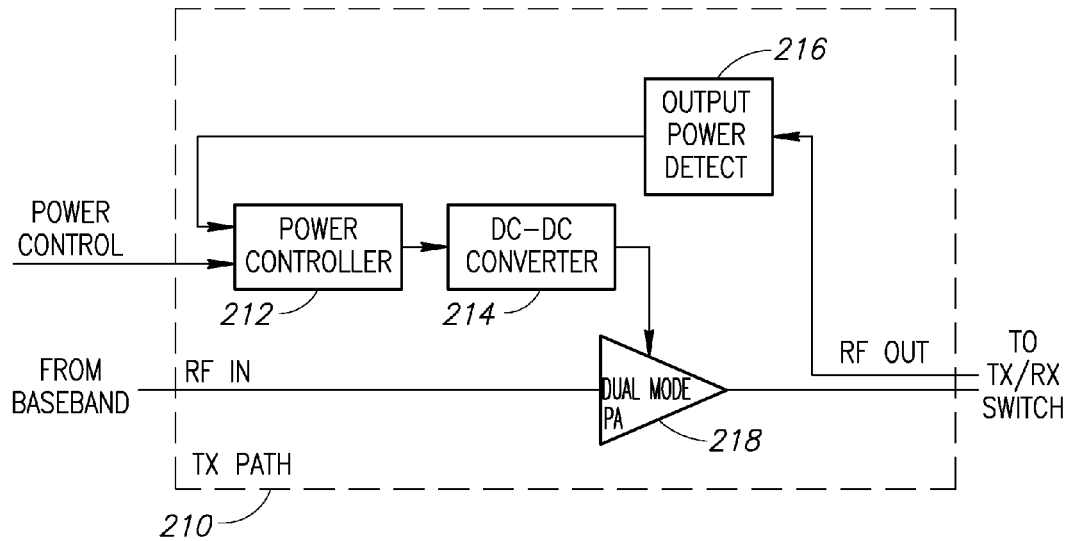 216
OUTPUT
POWER
DETECT
POWER
CONTROL
POWER
CONTROLLER
212
DC-DC
CONVERTER
214
FROM
BASEBAND
RF IN
DUAL MODE
PA
218
RF OUT
TO
TX/RX
SWITCH
TX PATH
210